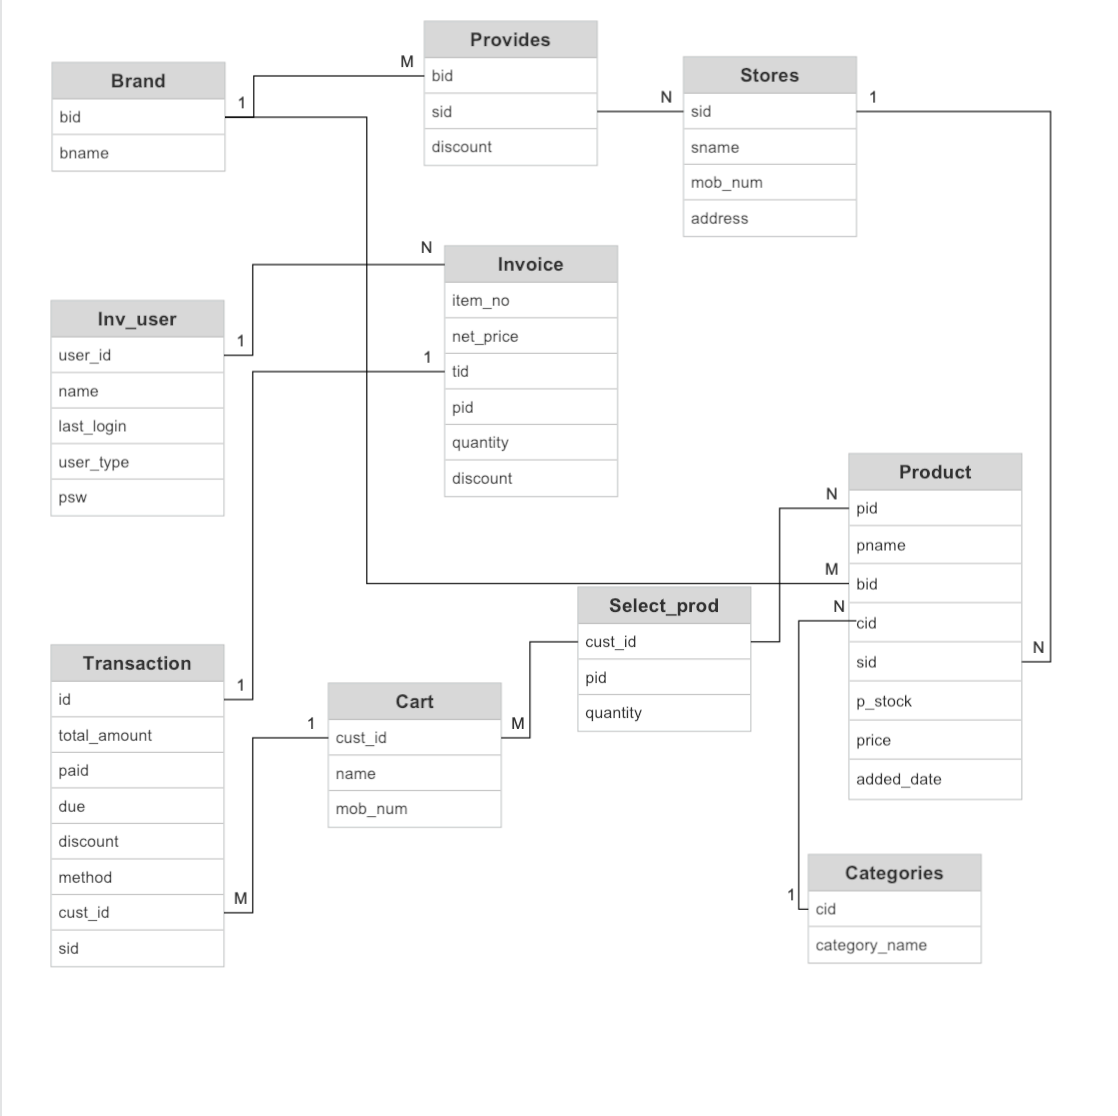 Provides
M
bid
sid
discount
Brand
1
bid
bname
Stores
N
1
sid
sname
mob_num
address
N
Invoice
item_no
net_price
1
tid
pid
quantity
discount
Inv_user
1
user_id
name
last_login
user_type
psw
Product
N
pid
pname
M
bid
N
cid
sid
N
p_stock
price
added_date
Select_prod
cust_id
pid
quantity
Transaction
1
id
total_amount
paid
due
discount
method
M
cust_id
sid
Cart
1
M
cust_id
name
mob_num
Categories
1
cid
category_name